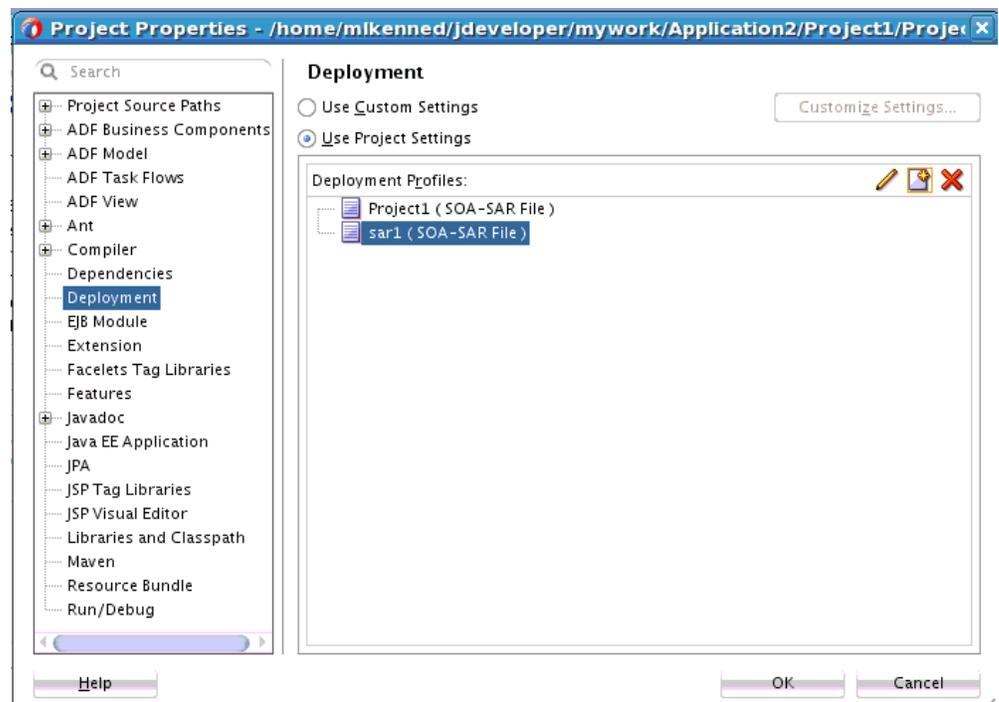 Project Properties - /home/mlkenned/jdeveloper/mywork/Application2/Project1/Projec
Search
Project Source Paths
ADF Business Components
ADF Model
ADF Task Flows
ADF View
Ant
Compiler
Dependencies
Deployment
EJB Module
Extension
Facelets Tag Libraries
Features
Javadoc
Java EE Application
JPA
JSP Tag Libraries
JSP Visual Editor
Libraries and Classpath
Maven
Resource Bundle
Run/Debug
Deployment
Use Custom Settings
Customize Settings...
Use Project Settings
Deployment Profiles:
Project1 ( SOA-SAR File )
sar1 ( SOA-SAR File )
Help
OK
Cancel